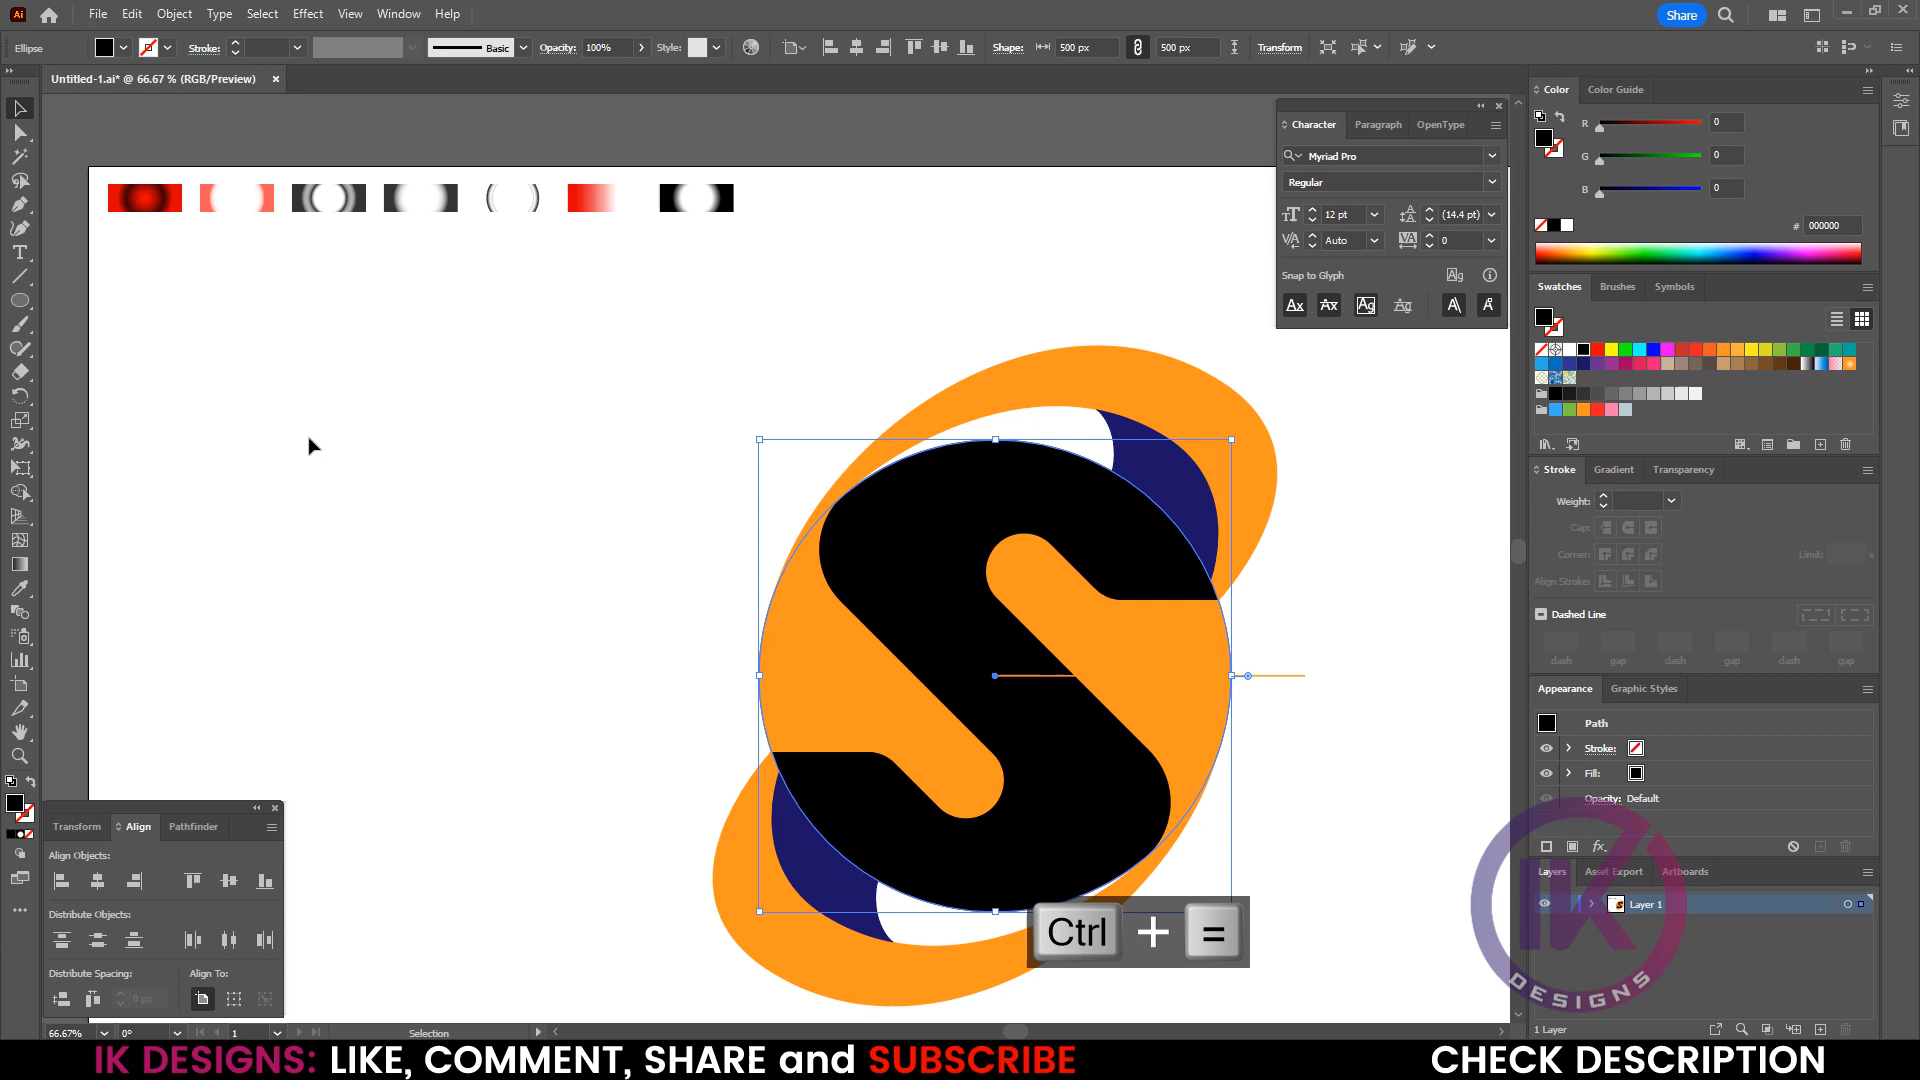 Ai File Edit Object Type Select Effect View Window Help Share
Ellipse Stroke: Basic Opacity: 100% Style: Shape: 500 px 500 px Transform
Untitled-1.ai* @ 66.67 % (RGB/Preview) ×
Character Paragraph OpenType
Myriad Pro
Regular
12 pt (14.4 pt)
Auto 0
Snap to Glyph
Color Color Guide
R 0
G 0
B 0
# 000000
Swatches Brushes Symbols
Stroke Gradient Transparency
Weight:
Cap:
Corner: Limit: x
Align Stroke:
Dashed Line
dash gap dash gap dash gap
Appearance Graphic Styles
Path
Stroke:
Fill:
Opacity: Default
Layers Asset Export Artboards
Layer 1
1 Layer
Transform Align Pathfinder
Align Objects:
Distribute Objects:
Distribute Spacing: Align To:
0 px
66.67% 0° 1 Selection
S
Ctrl + =
IK
DESIGNS
IK DESIGNS: LIKE, COMMENT, SHARE and SUBSCRIBE
CHECK DESCRIPTION